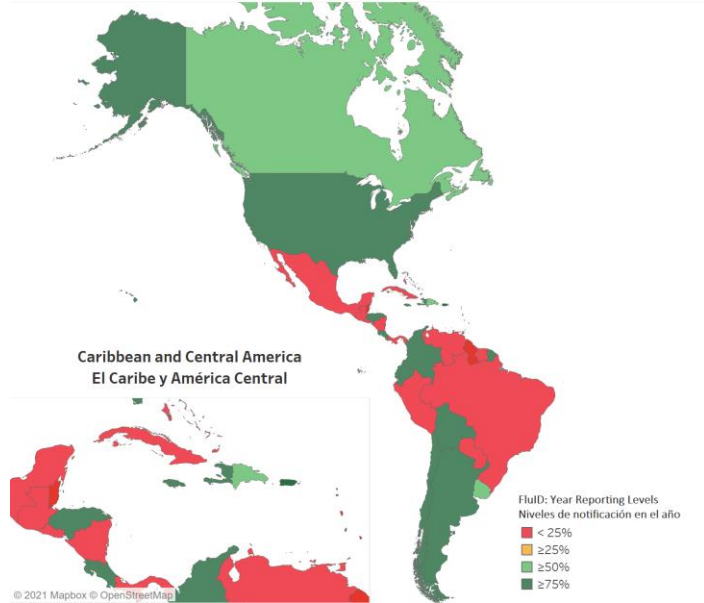 Caribbean and Central America
El Caribe y América Central
FluID: Year Reporting Levels
Niveles de notificación en el año
< 25%
≥25%
≥50%
≥75%
© 2021 Mapbox © OpenStreetMap